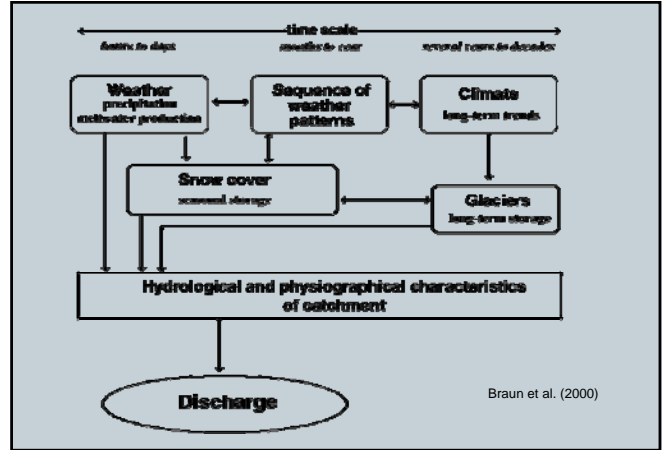 time scale
hours to days months to year several years to decades
Weather
precipitation
meltwater production
Sequence of
weather
patterns
Climate
long-term trends
Snow cover
seasonal storage
Glaciers
long-term storage
Hydrological and physiographical characteristics
of catchment
Discharge
Braun et al. (2000)